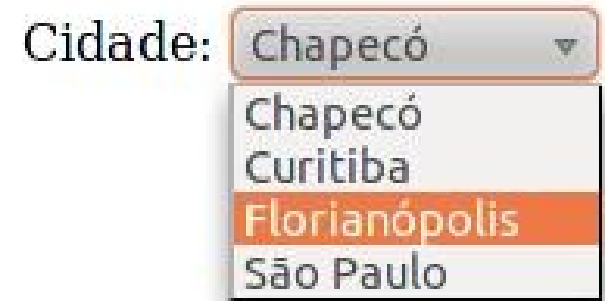 Cidade: Chapecó
Chapecó
Curitiba
Florianópolis
São Paulo